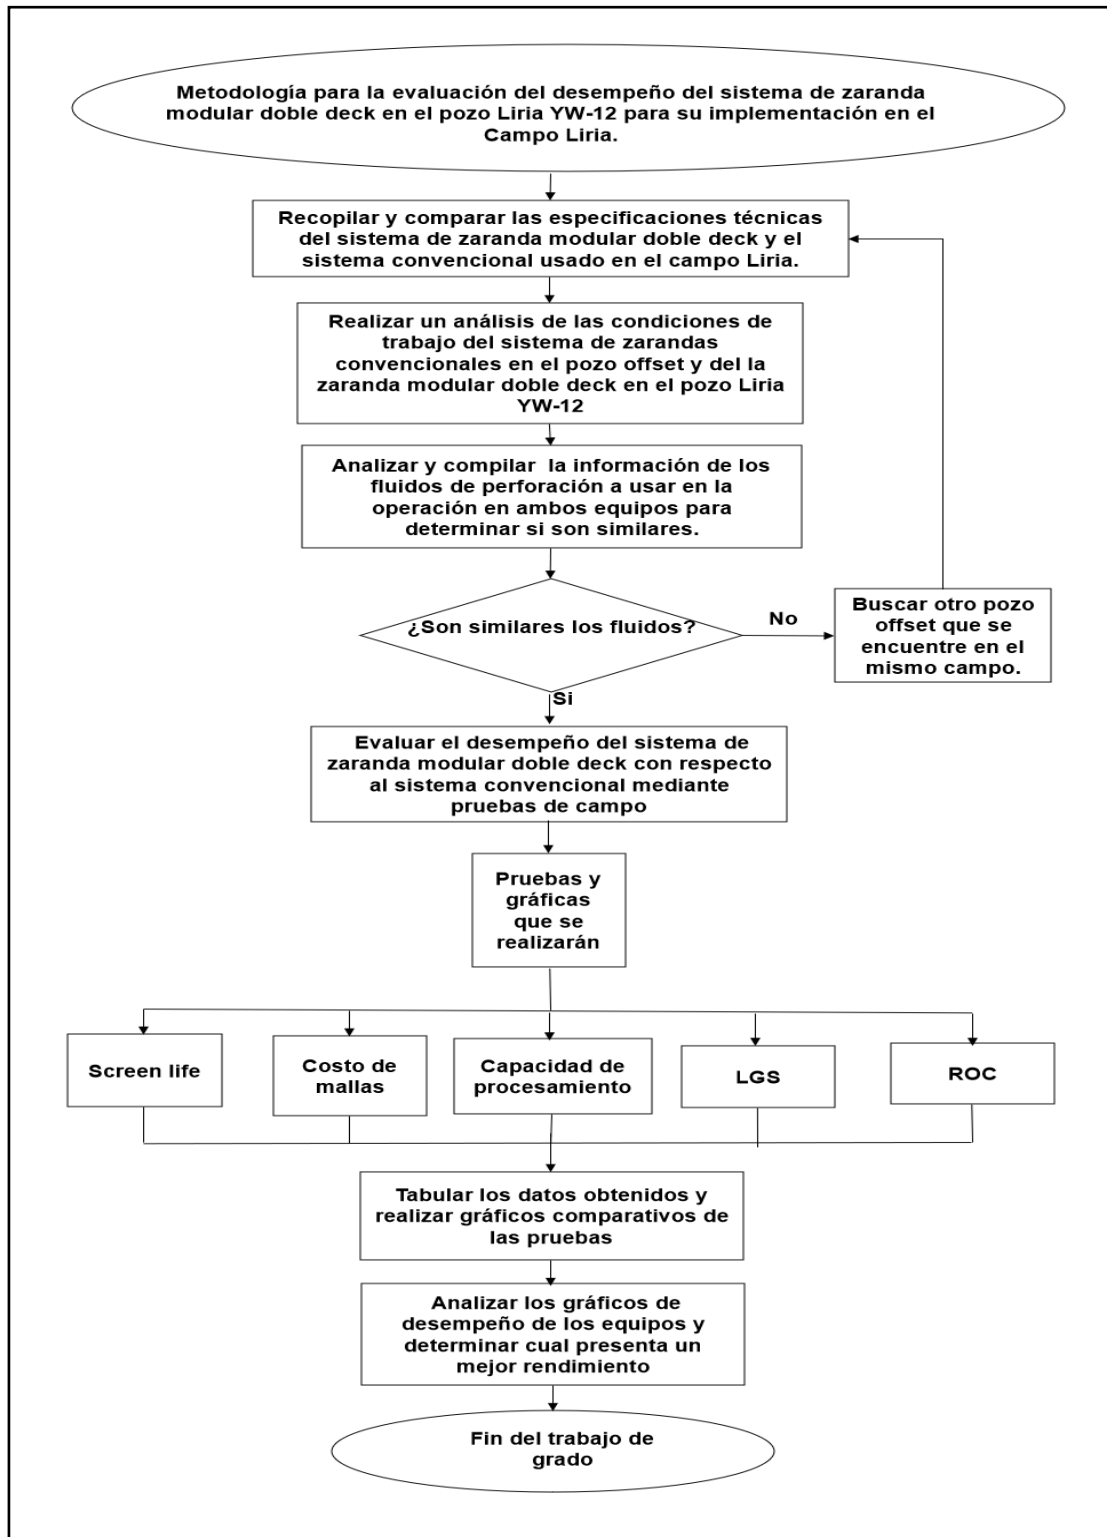 Metodología para la evaluación del desempeño del sistema de zaranda
modular doble deck en el pozo Liria YW-12 para su implementación en el
Campo Liria.
Recopilar y comparar las especificaciones técnicas
del sistema de zaranda modular doble deck y el
sistema convencional usado en el campo Liria.
Realizar un análisis de las condiciones de
trabajo del sistema de zarandas
convencionales en el pozo offset y del la
zaranda modular doble deck en el pozo Liria
YW-12
Analizar y compilar la información de los
fluidos de perforación a usar en la
operación en ambos equipos para
determinar si son similares.
¿Son similares los fluidos?
No
Buscar otro pozo
offset que se
encuentre en el
mismo campo.
Si
Evaluar el desempeño del sistema de
zaranda modular doble deck con respecto
al sistema convencional mediante
pruebas de campo
Pruebas y
gráficas
que se
realizarán
Screen life
Costo de
mallas
Capacidad de
procesamiento
LGS
ROC
Tabular los datos obtenidos y
realizar gráficos comparativos de
las pruebas
Analizar los gráficos de
desempeño de los equipos y
determinar cual presenta un
mejor rendimiento
Fin del trabajo de
grado